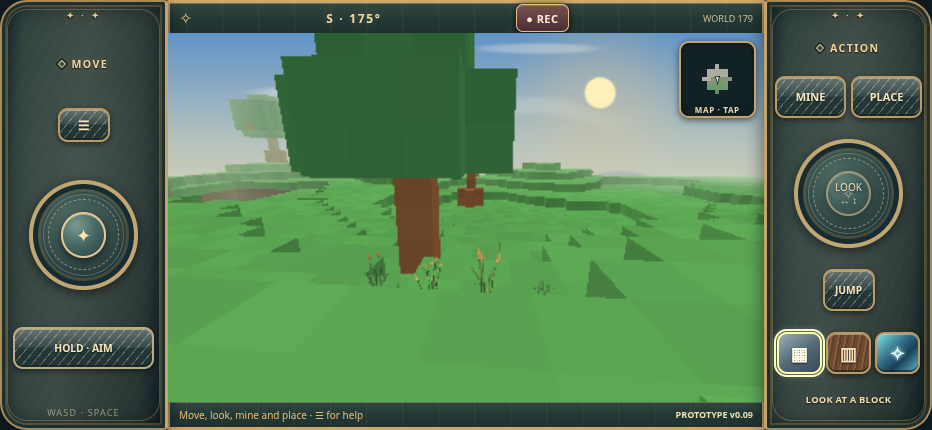 MOVE
HOLD · AIM
WASD · SPACE
S · 175°
● REC
WORLD 179
MAP · TAP
Move, look, mine and place · ☰ for help
PROTOTYPE v0.09
ACTION
MINE
PLACE
LOOK
JUMP
LOOK AT A BLOCK